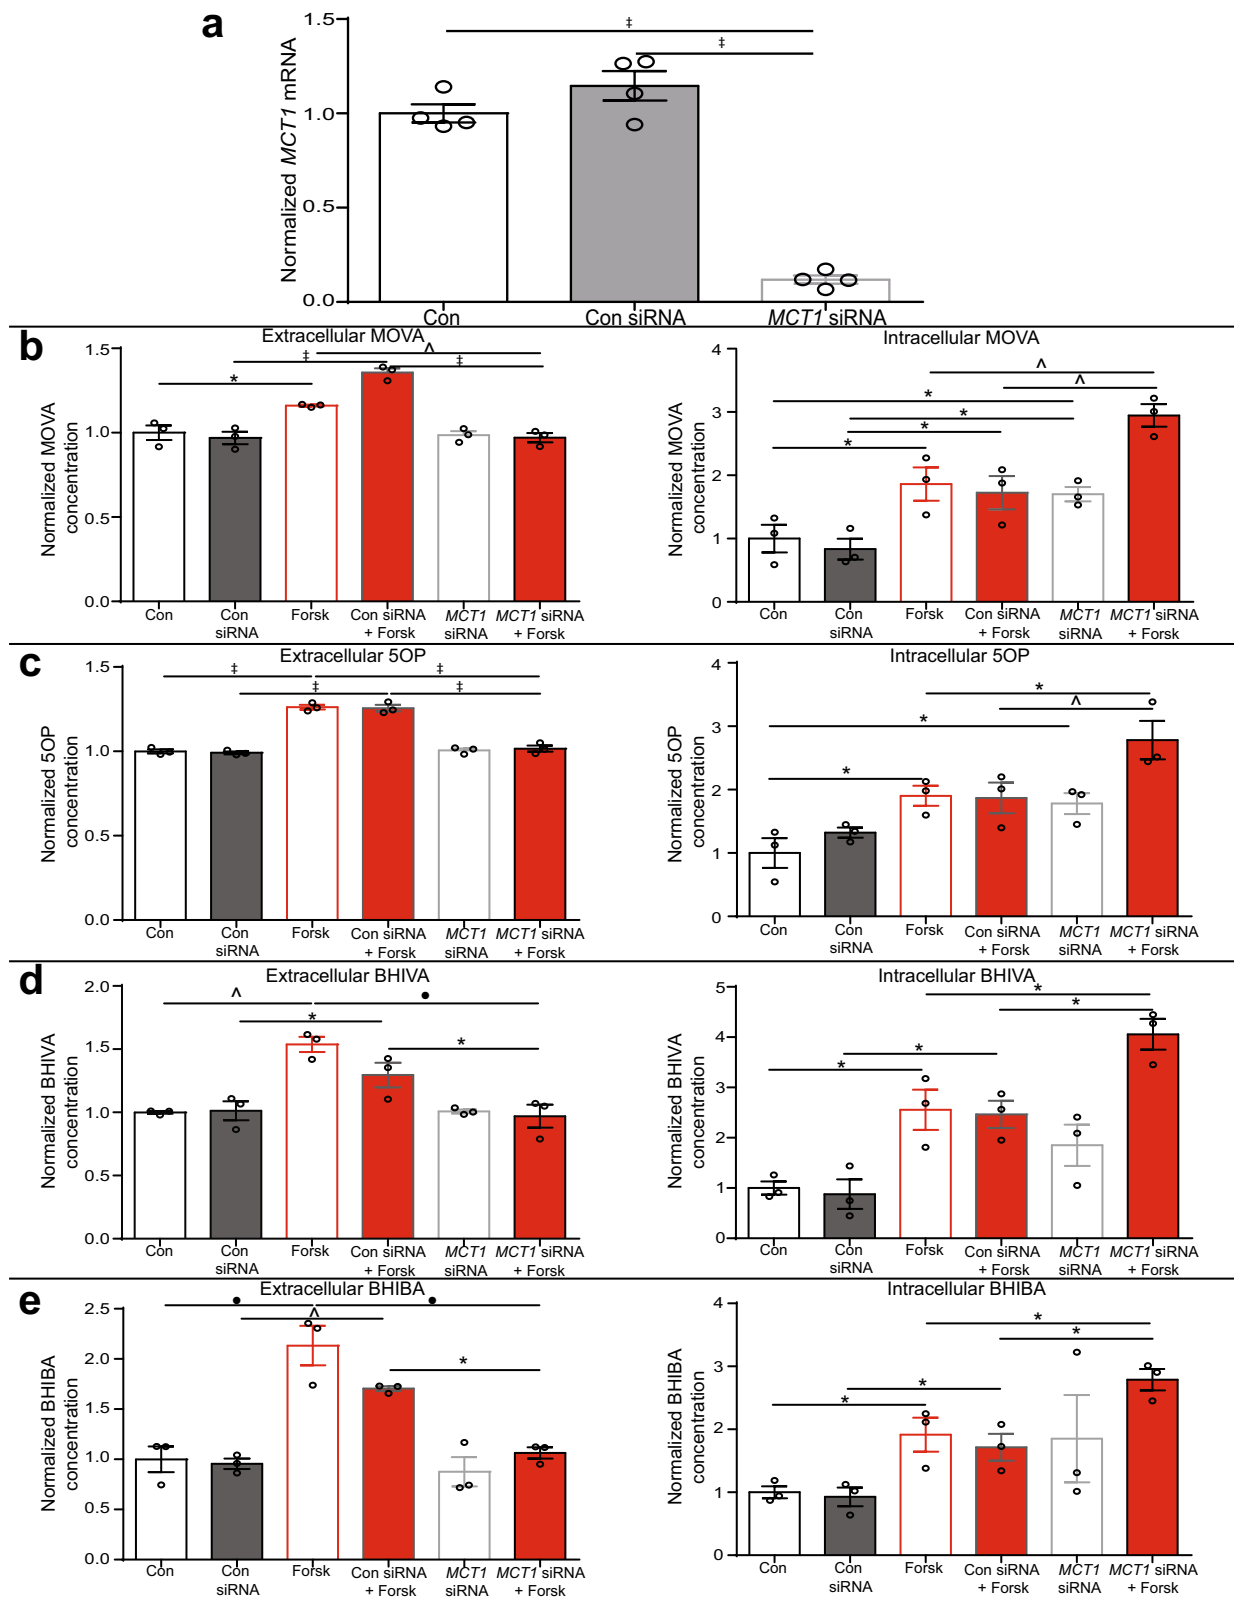 a
Normalized MCT1 mRNA
1.5
1.0
0.5
0.0
‡
‡
Con
Con siRNA
MCT1 siRNA
b
Extracellular MOVA
Normalized MOVA
concentration
1.5
1.0
0.5
0.0
*
‡
^
‡
Con
Con
siRNA
Forsk
Con siRNA
+ Forsk
MCT1
siRNA
MCT1 siRNA
+ Forsk
Intracellular MOVA
Normalized MOVA
concentration
4
3
2
1
0
^
^
*
*
*
*
Con
Con
siRNA
Forsk
Con siRNA
+ Forsk
MCT1
siRNA
MCT1 siRNA
+ Forsk
c
Extracellular 5OP
Normalized 5OP
concentration
1.5
1.0
0.5
0.0
‡
‡
‡
‡
Con
Con
siRNA
Forsk
Con siRNA
+ Forsk
MCT1
siRNA
MCT1 siRNA
+ Forsk
Intracellular 5OP
Normalized 5OP
concentration
4
3
2
1
0
*
^
*
*
Con
Con
siRNA
Forsk
Con siRNA
+ Forsk
MCT1
siRNA
MCT1 siRNA
+ Forsk
d
Extracellular BHIVA
Normalized BHIVA
concentration
2.0
1.5
1.0
0.5
0.0
^
•
*
*
Con
Con
siRNA
Forsk
Con siRNA
+ Forsk
MCT1
siRNA
MCT1 siRNA
+ Forsk
Intracellular BHIVA
Normalized BHIVA
concentration
5
4
3
2
1
0
*
*
*
*
Con
Con
siRNA
Forsk
Con siRNA
+ Forsk
MCT1
siRNA
MCT1 siRNA
+ Forsk
e
Extracellular BHIBA
Normalized BHIBA
concentration
2.5
2.0
1.5
1.0
0.5
0.0
•
•
^
*
Con
Con
siRNA
Forsk
Con siRNA
+ Forsk
MCT1
siRNA
MCT1 siRNA
+ Forsk
Intracellular BHIBA
Normalized BHIBA
concentration
4
3
2
1
0
*
*
*
*
Con
Con
siRNA
Forsk
Con siRNA
+ Forsk
MCT1
siRNA
MCT1 siRNA
+ Forsk